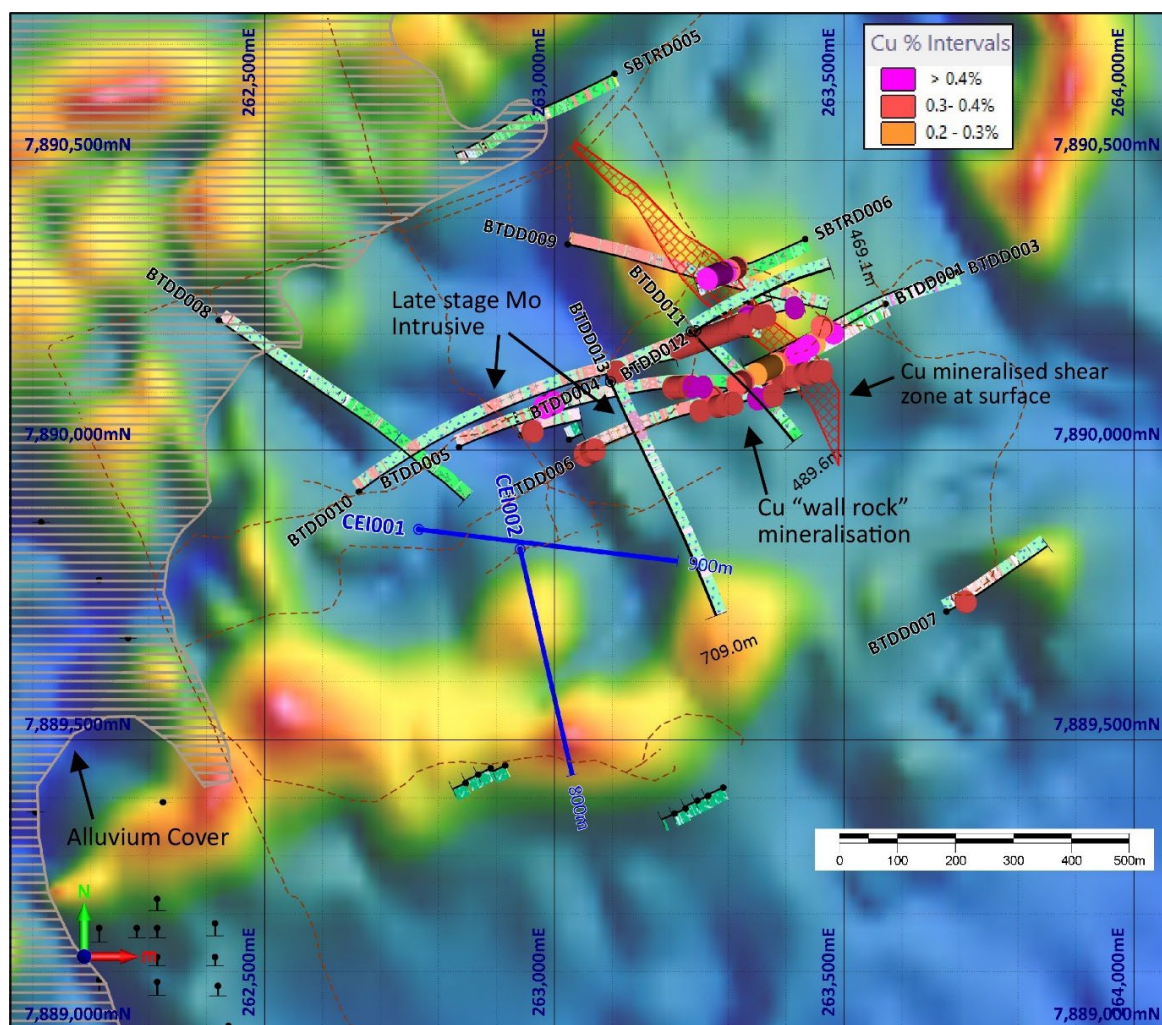 Cu % Intervals
> 0.4%
0.3- 0.4%
0.2 - 0.3%
262,500mE
263,000mE
263,500mE
264,000mE
SBTRD005
7,890,500mN
7,890,500mN
BTDD009
SBTRD006
469.1m
BTDD001
BTDD003
BTDD008
Late stage Mo
Intrusive
BTDD011
BTDD013
BTDD012
BTDD004
Cu mineralised shear
zone at surface
7,890,000mN
7,890,000mN
BTDD005
489.6m
BTDD010
Cu “wall rock”
mineralisation
CEI001
CEI002
900m
BTDD007
709.0m
7,889,500mN
7,889,500mN
800m
Alluvium Cover
0 100 200 300 400 500m
N
262,500mE
263,000mE
263,500mE
264,000mE
7,889,000mN
7,889,000mN